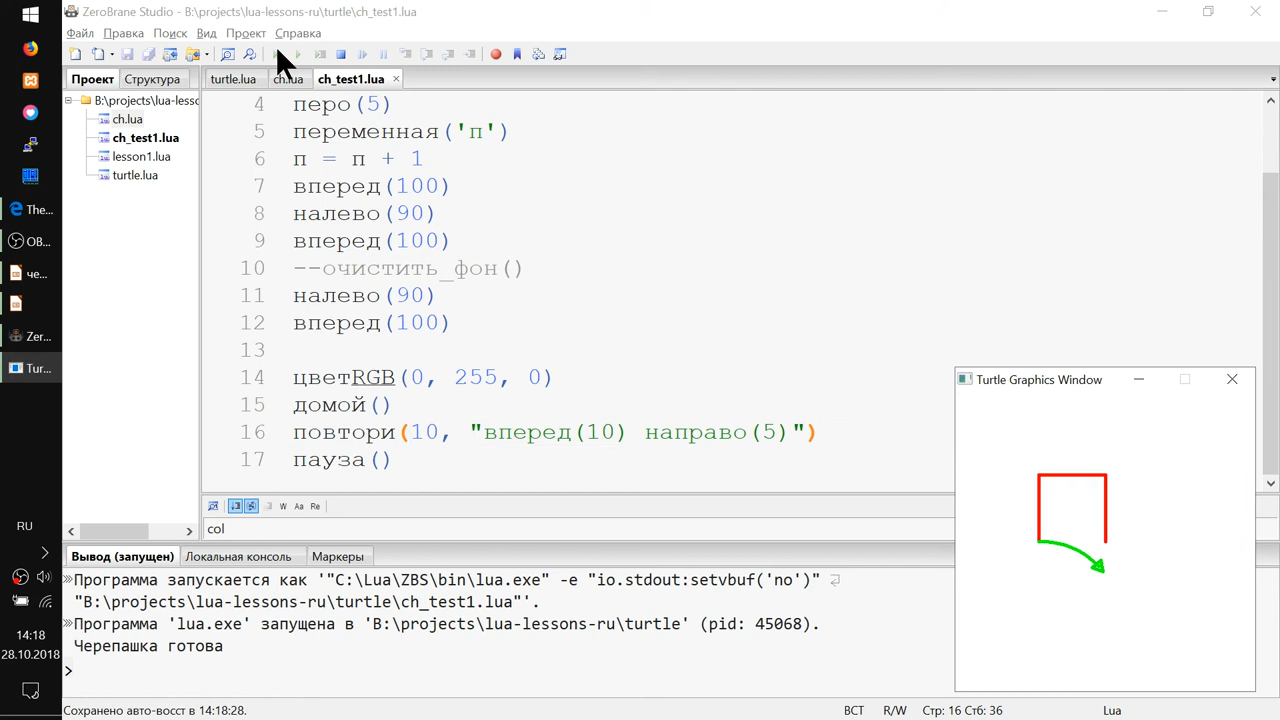 ZeroBrane Studio - B:\projects\lua-lessons-ru\turtle\ch_test1.lua
Файл Правка Поиск Вид Проект Справка
Проект Структура
turtle.lua ch.lua ch_test1.lua
B:\projects\lua-lessc
ch.lua
ch_test1.lua
lesson1.lua
turtle.lua
4 перо(5)
5 переменная('п')
6 п = п + 1
7 вперед(100)
8 налево(90)
9 вперед(100)
10 --очистить_фон()
11 налево(90)
12 вперед(100)
13
14 цветRGB(0, 255, 0)
15 домой()
16 повтори(10, "вперед(10) направо(5)")
17 пауза()
Turtle Graphics Window
The...
OB...
че...
Zer...
Tur...
W Aa Re
col
Вывод (запущен) Локальная консоль Маркеры
Программа запускается как '"C:\Lua\ZBS\bin\lua.exe" -e "io.stdout:setvbuf('no')"
"B:\projects\lua-lessons-ru\turtle\ch_test1.lua"'.
Программа 'lua.exe' запущена в 'B:\projects\lua-lessons-ru\turtle' (pid: 45068).
Черепашка готова
RU
14:18
28.10.2018
Сохранено авто-восст в 14:18:28.
ВСТ R/W Стр: 16 Стб: 36 Lua